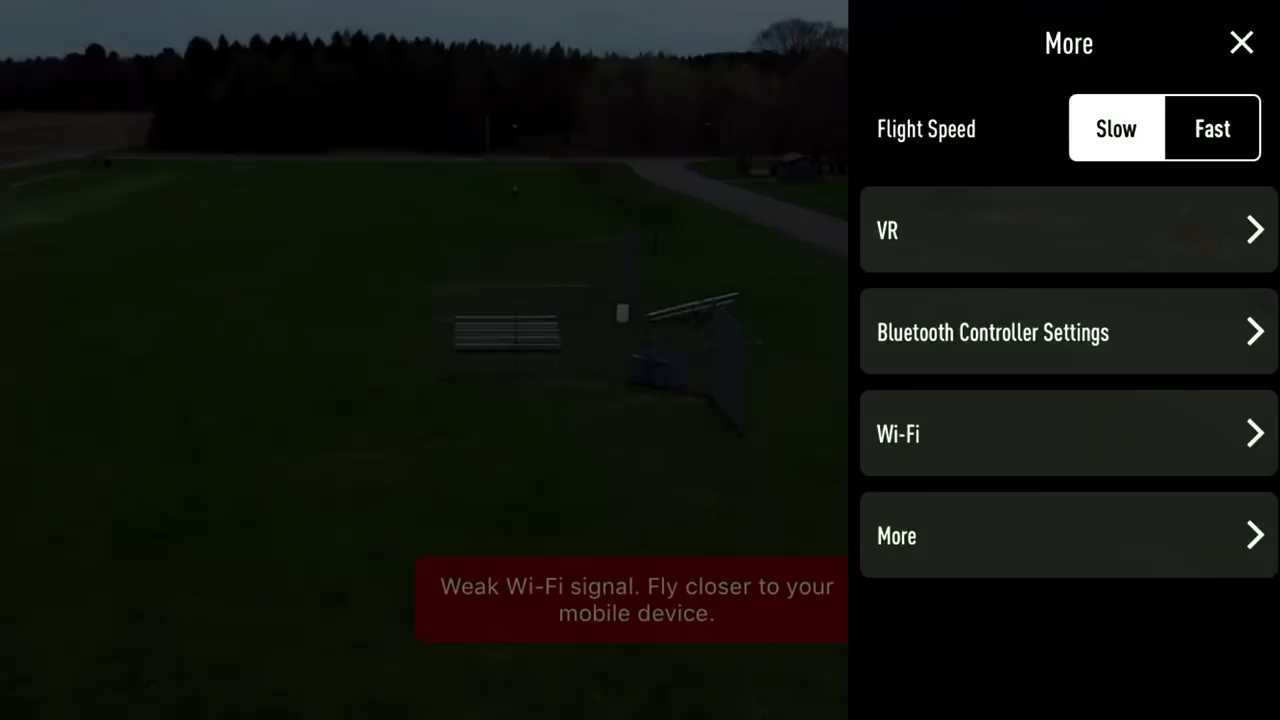 More
Flight Speed
Slow
Fast
VR
Bluetooth Controller Settings
Wi-Fi
More
Weak Wi-Fi signal. Fly closer to your
mobile device.